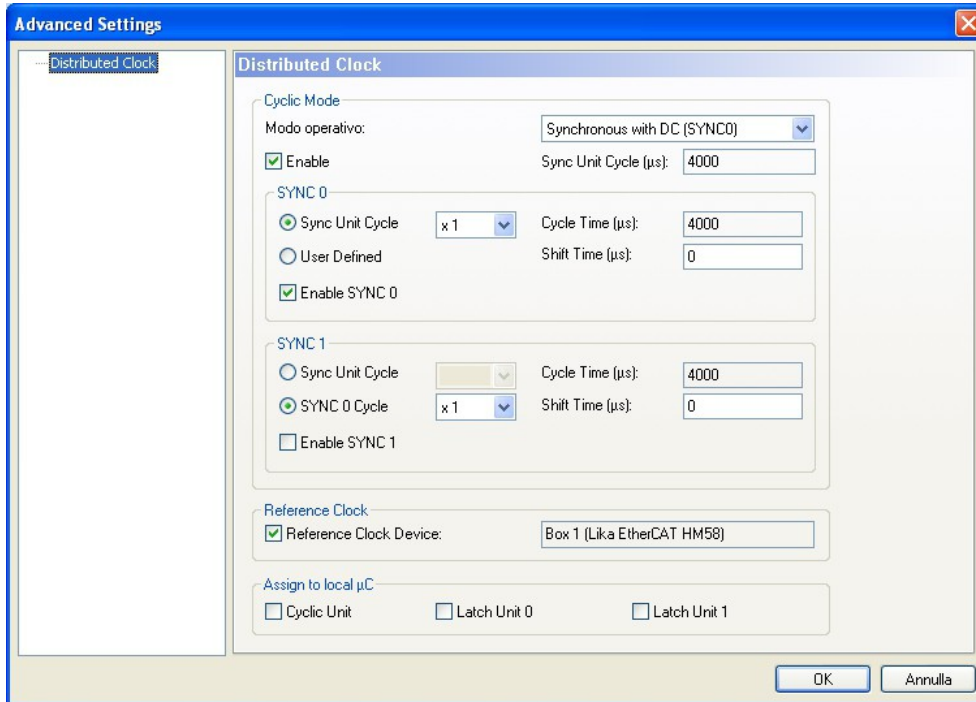 Advanced Settings
Distributed Clock
Distributed Clock
Cyclic Mode
Modo operativo: Synchronous with DC (SYNC0)
Enable Sync Unit Cycle (µs): 4000
SYNC 0
Sync Unit Cycle x 1 Cycle Time (µs): 4000
User Defined Shift Time (µs): 0
Enable SYNC 0
SYNC 1
Sync Unit Cycle Cycle Time (µs): 4000
SYNC 0 Cycle x 1 Shift Time (µs): 0
Enable SYNC 1
Reference Clock
Reference Clock Device: Box 1 (Lika EtherCAT HM58)
Assign to local µC
Cyclic Unit Latch Unit 0 Latch Unit 1
OK Annulla